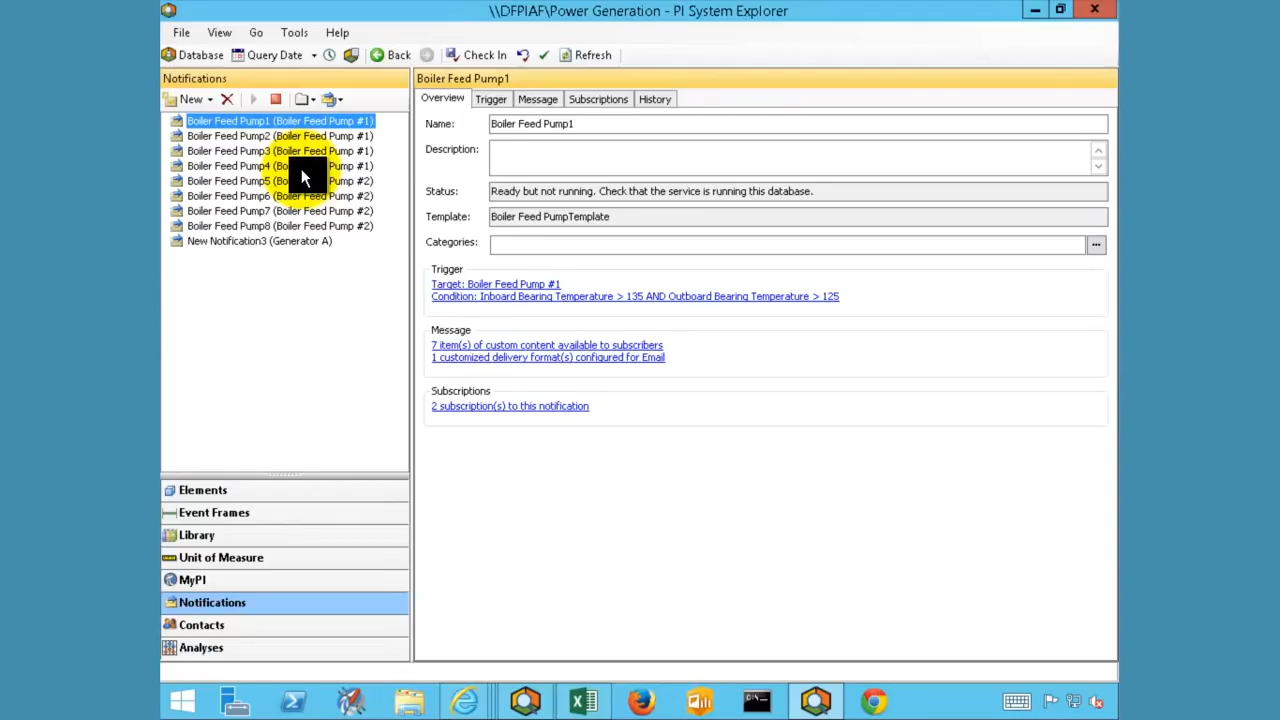 \\DFPIAF\Power Generation - PI System Explorer
File View Go Tools Help
Database Query Date Back Check In Refresh
Notifications
New
Boiler Feed Pump1 (Boiler Feed Pump #1)
Boiler Feed Pump2 (Boiler Feed Pump #1)
Boiler Feed Pump3 (Boiler Feed Pump #1)
Boiler Feed Pump4 (Bo Feed Pump #1)
Boiler Feed Pump5 (Bo Feed Pump #2)
Boiler Feed Pump6 (Boiler Feed Pump #2)
Boiler Feed Pump7 (Boiler Feed Pump #2)
Boiler Feed Pump8 (Boiler Feed Pump #2)
New Notification3 (Generator A)
Elements
Event Frames
Library
Unit of Measure
MyPI
Notifications
Contacts
Analyses
Boiler Feed Pump1
Overview Trigger Message Subscriptions History
Name: Boiler Feed Pump1
Description:
Status: Ready but not running. Check that the service is running this database.
Template: Boiler Feed PumpTemplate
Categories: ...
Trigger
Target: Boiler Feed Pump #1
Condition: Inboard Bearing Temperature > 135 AND Outboard Bearing Temperature > 125
Message
7 item(s) of custom content available to subscribers
1 customized delivery format(s) configured for Email
Subscriptions
2 subscription(s) to this notification